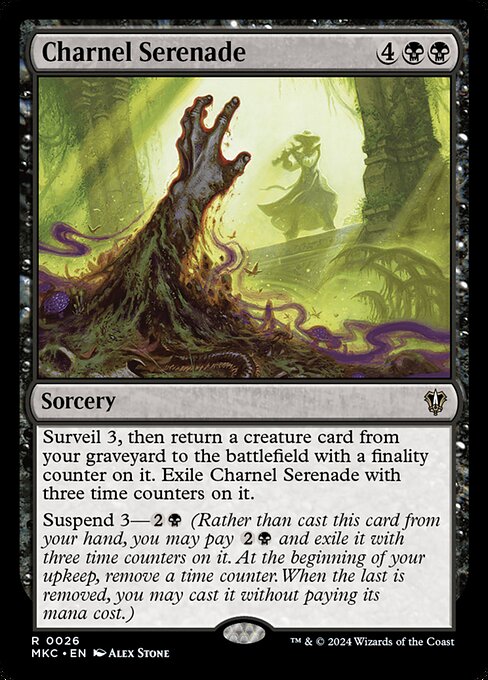 Charnel Serenade 4
Sorcery
Surveil 3, then return a creature card from
your graveyard to the battlefield with a finality
counter on it. Exile Charnel Serenade with
three time counters on it.
Suspend 3—2 (Rather than cast this card from
your hand, you may pay 2 and exile it with
three time counters on it. At the beginning of your
upkeep, remove a time counter. When the last is
removed, you may cast it without paying its
mana cost.)
R 0026
MKC • EN ALEX STONE
™ & © 2024 Wizards of the Coast